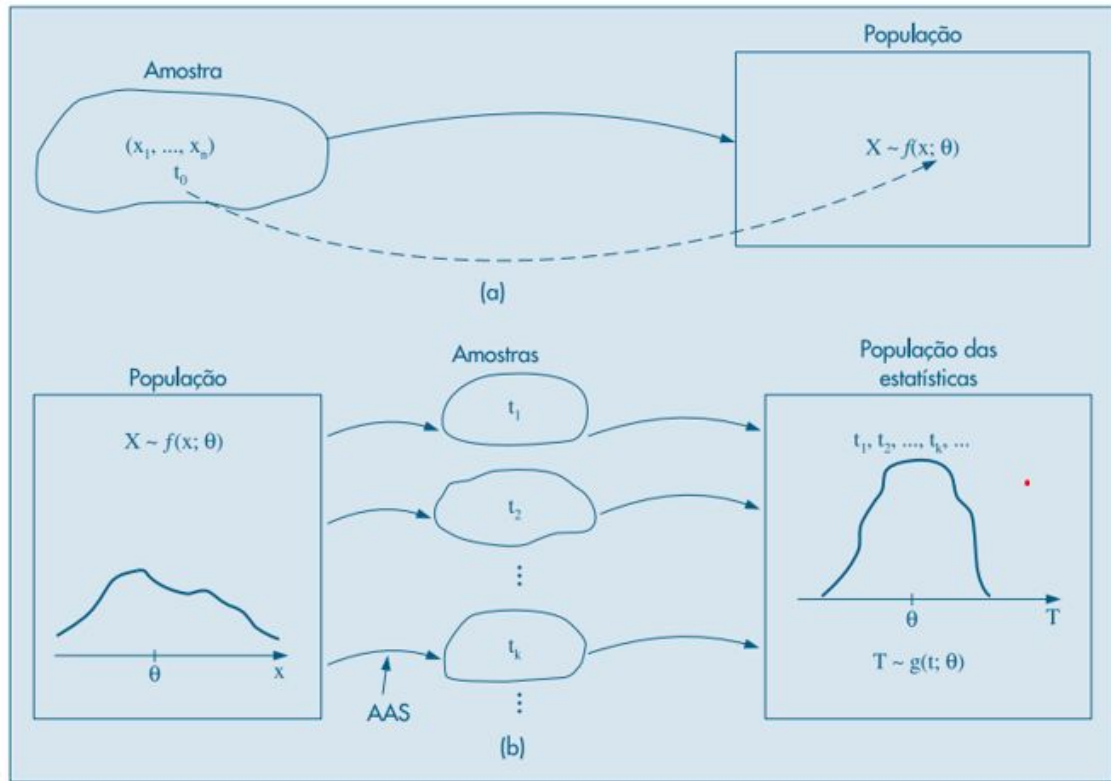 População
Amostra
(x₁, ..., xₙ)
t₀
X ~ f(x; θ)
(a)
População
X ~ f(x; θ)
θ
x
Amostras
t₁
t₂
⋮
tₖ
⋮
AAS
(b)
População das
estatísticas
t₁, t₂, ..., tₖ, ...
θ
T
T ~ g(t; θ)